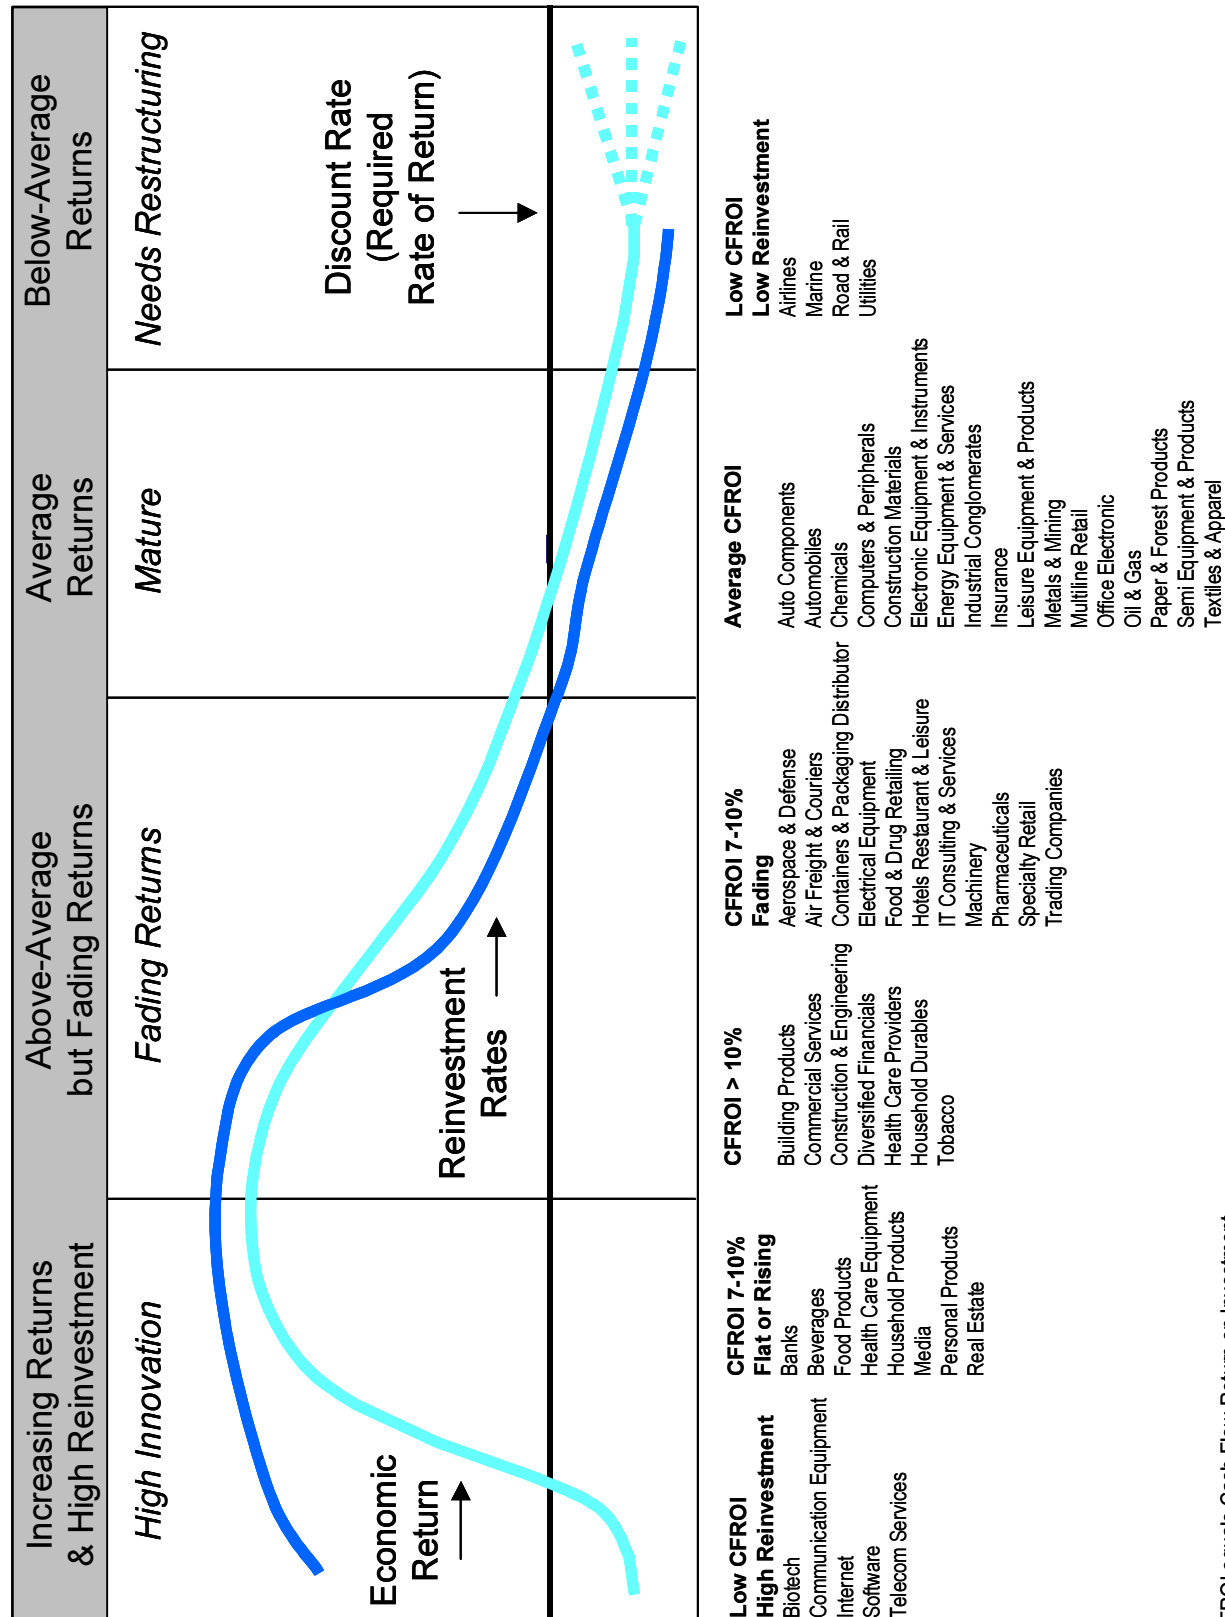 Increasing Returns
& High Reinvestment
Above-Average
but Fading Returns
Average
Returns
Below-Average
Returns
High Innovation
Fading Returns
Mature
Needs Restructuring
Economic
Return
Reinvestment
Rates
Discount Rate
(Required
Rate of Return)
Low CFROI
High Reinvestment
Biotech
Communication Equipment
Internet
Software
Telecom Services
CFROI 7-10%
Flat or Rising
Banks
Beverages
Food Products
Health Care Equipment
Household Products
Media
Personal Products
Real Estate
CFROI > 10%
Building Products
Commercial Services
Construction & Engineering
Diversified Financials
Health Care Providers
Household Durables
Tobacco
CFROI 7-10%
Fading
Aerospace & Defense
Air Freight & Couriers
Containers & Packaging Distributor
Electrical Equipment
Food & Drug Retailing
Hotels Restaurant & Leisure
IT Consulting & Services
Machinery
Pharmaceuticals
Specialty Retail
Trading Companies
Average CFROI
Auto Components
Automobiles
Chemicals
Computers & Peripherals
Construction Materials
Electronic Equipment & Instruments
Energy Equipment & Services
Industrial Conglomerates
Insurance
Leisure Equipment & Products
Metals & Mining
Multiline Retail
Office Electronic
Oil & Gas
Paper & Forest Products
Semi Equipment & Products
Textiles & Apparel
Low CFROI
Low Reinvestment
Airlines
Marine
Road & Rail
Utilities